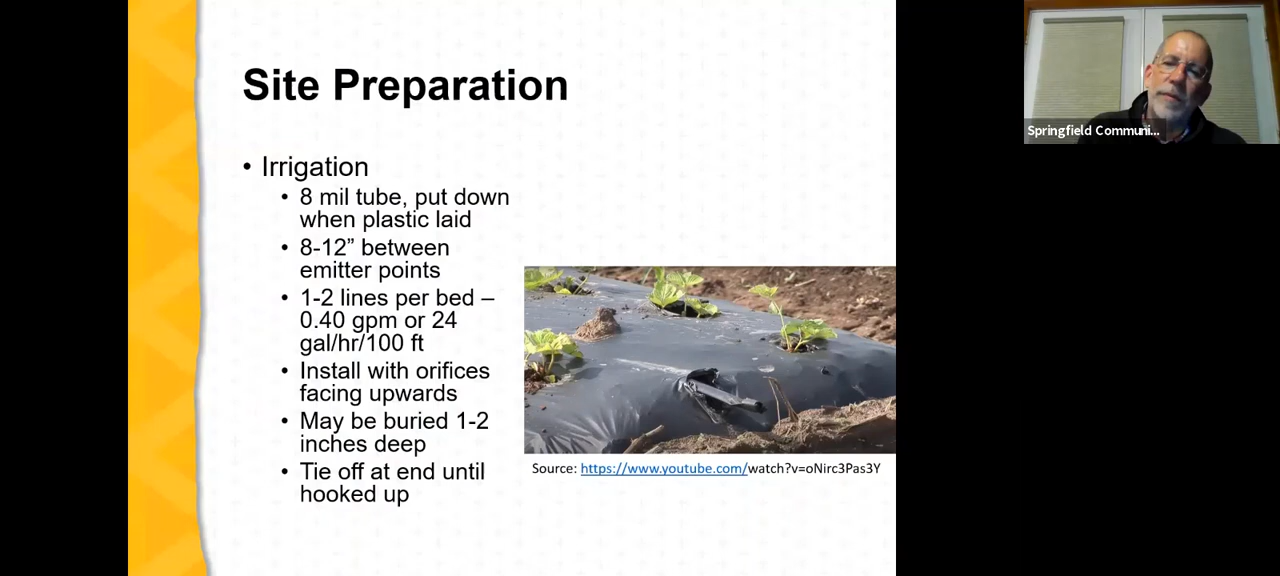 Site Preparation
• Irrigation
• 8 mil tube, put down
when plastic laid
• 8-12” between
emitter points
• 1-2 lines per bed –
0.40 gpm or 24
gal/hr/100 ft
• Install with orifices
facing upwards
• May be buried 1-2
inches deep
• Tie off at end until
hooked up
Source: https://www.youtube.com/watch?v=oNirc3Pas3Y
Springfield Communi...